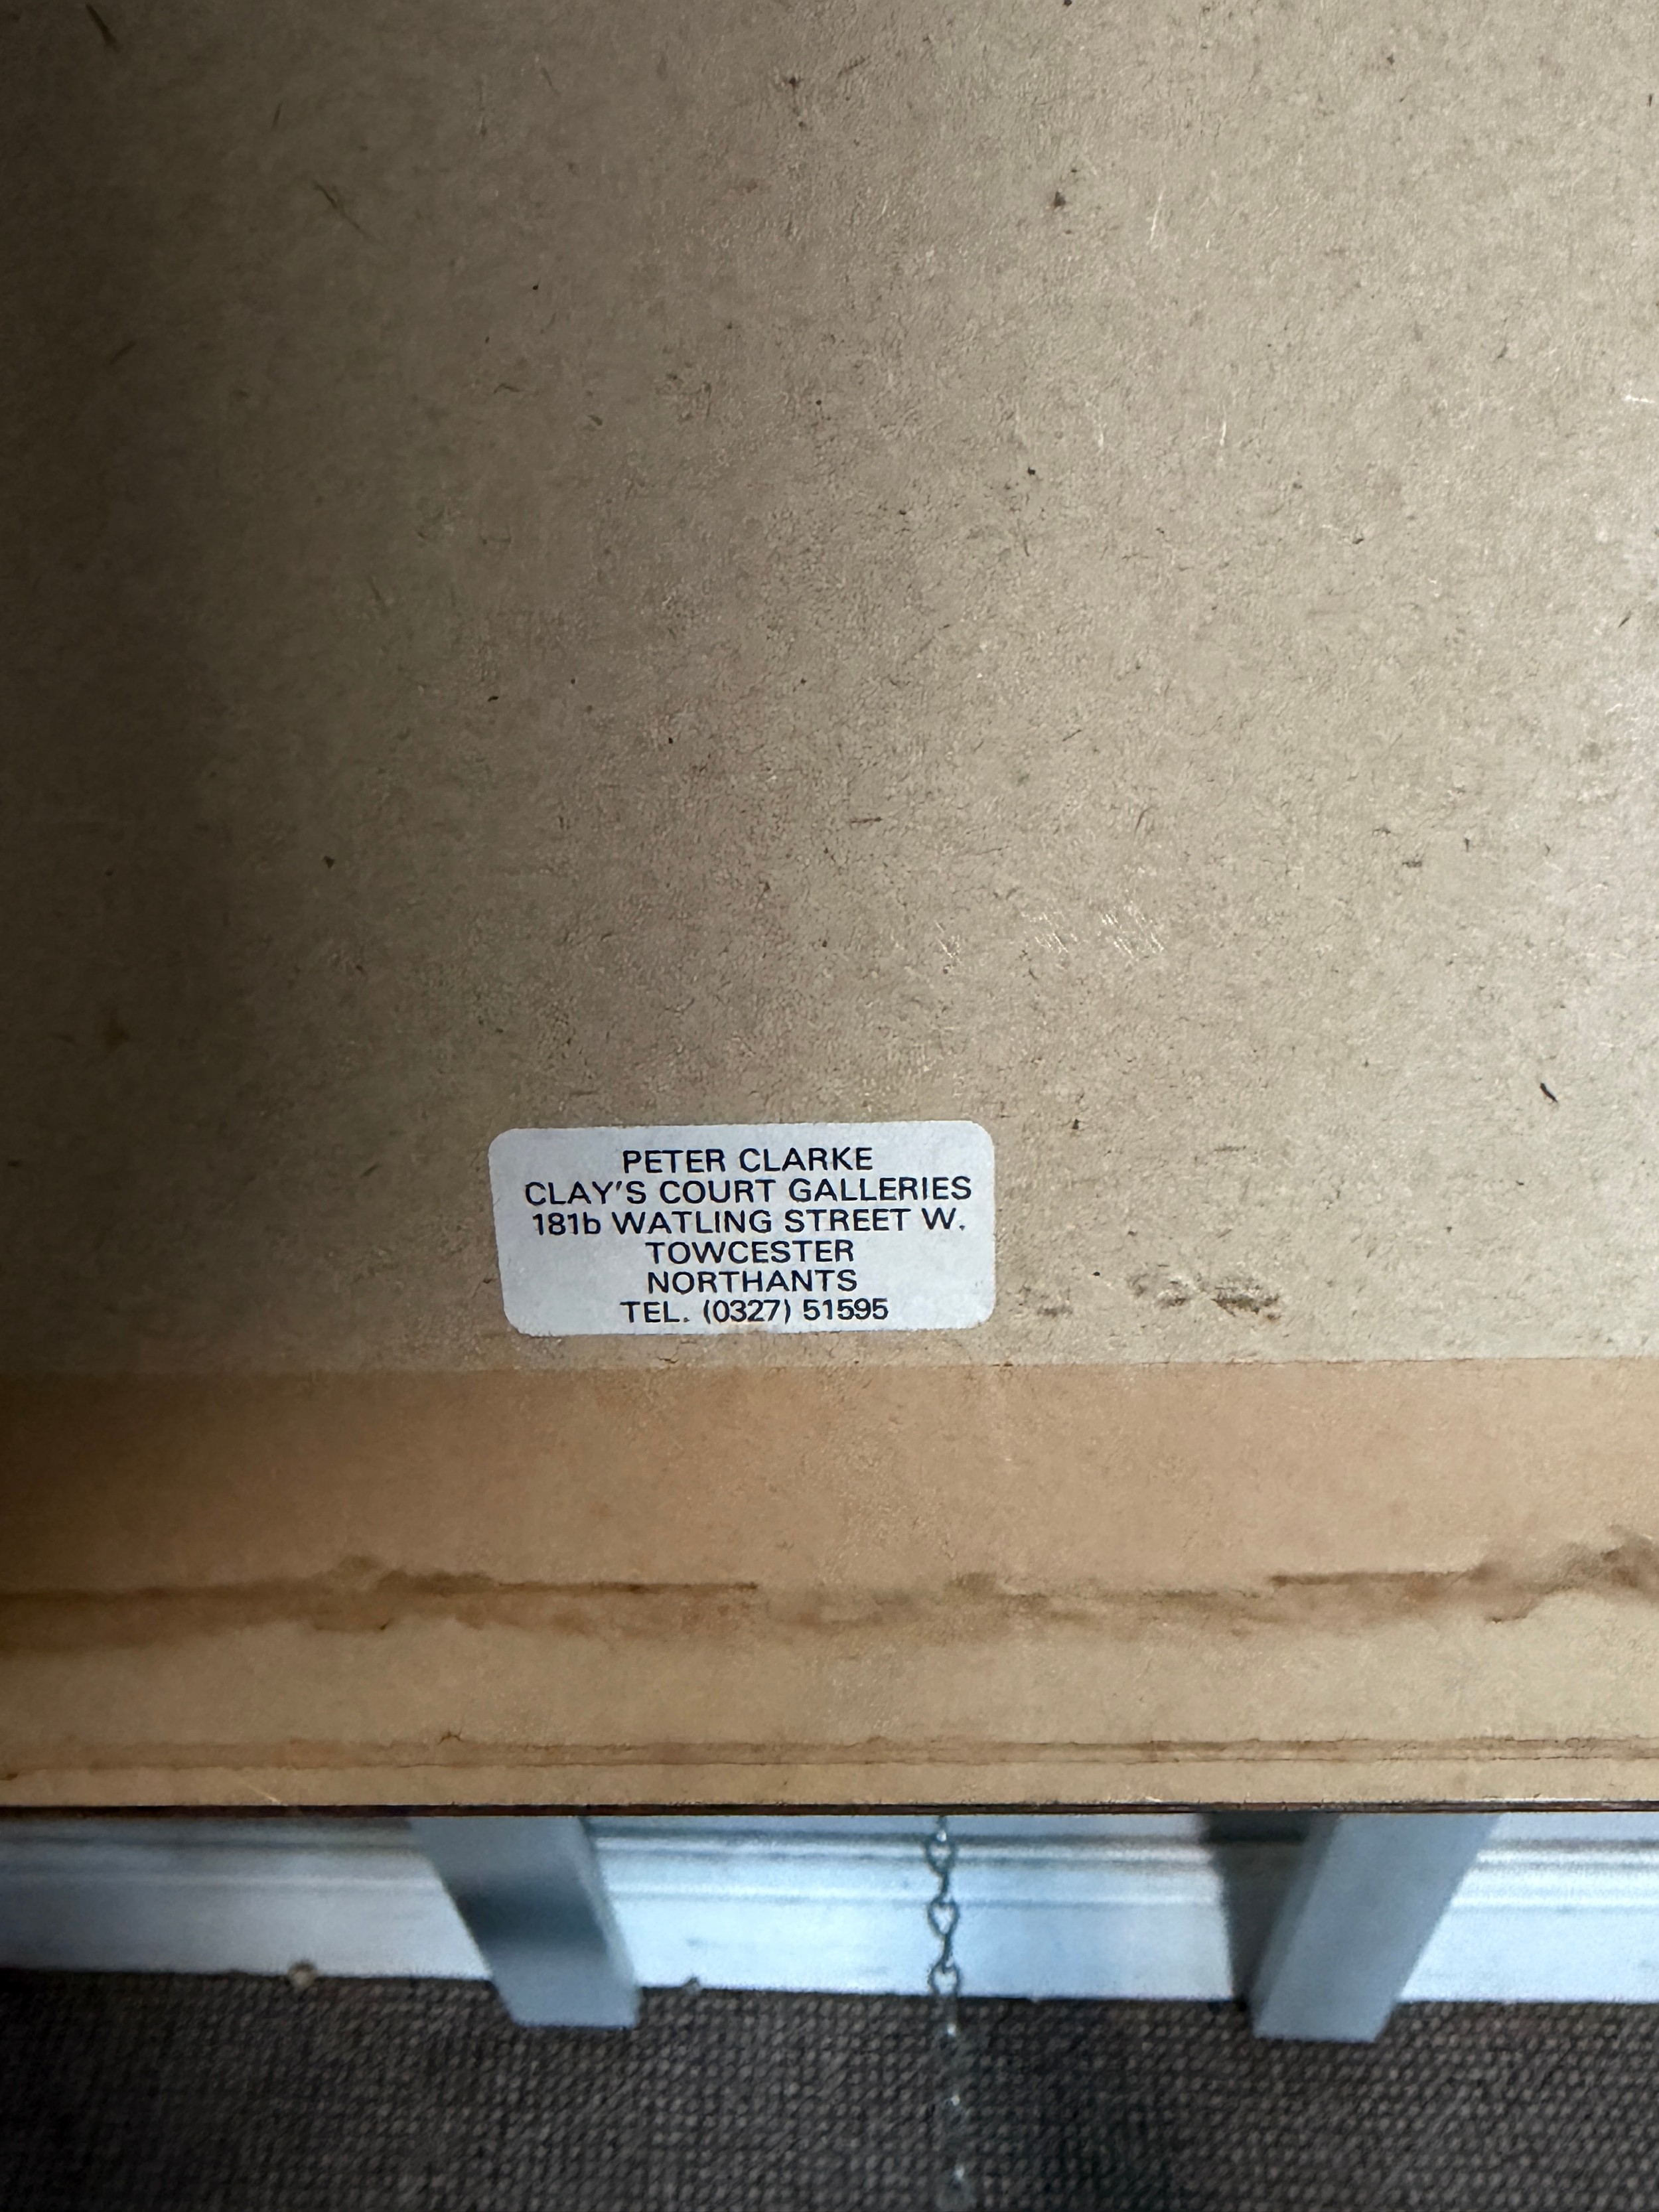 PETER CLARKE
CLAY'S COURT GALLERIES
181b WATLING STREET W.
TOWCESTER
NORTHANTS
TEL. (0327) 51595